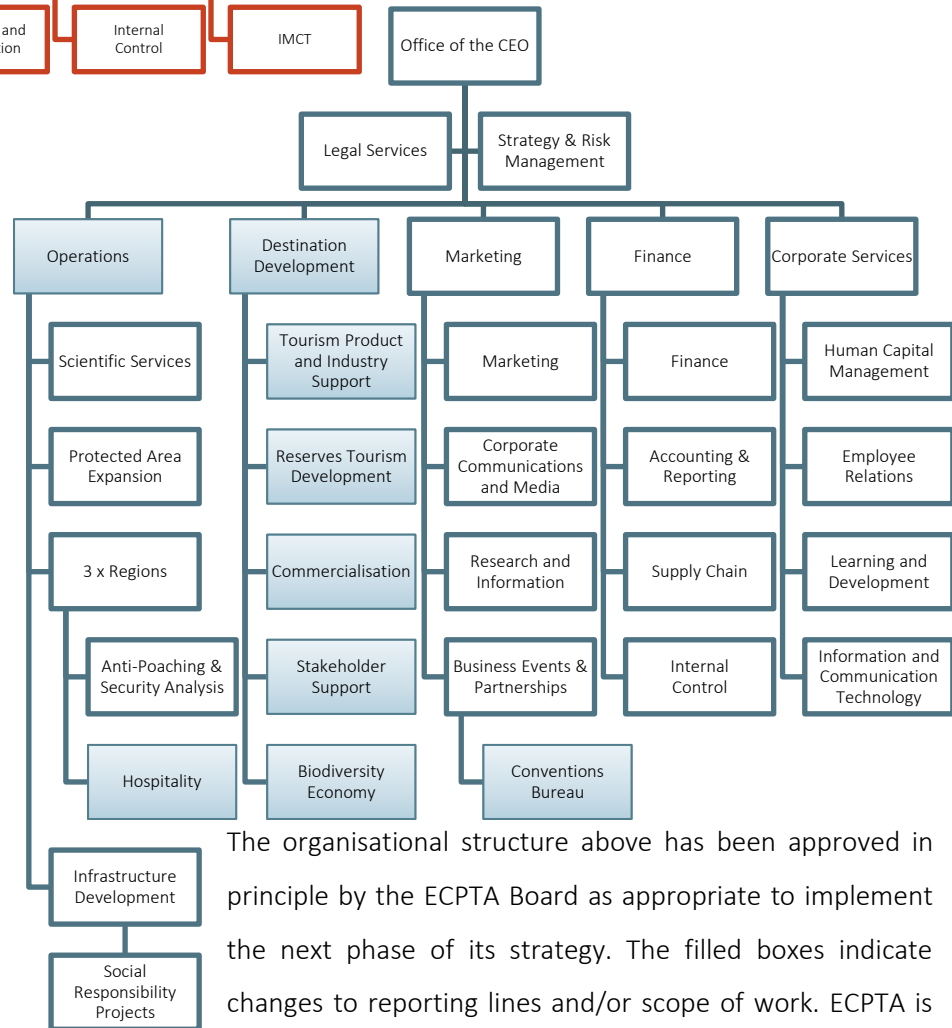 and
tion
Internal
Control
IMCT
Office of the CEO
Legal Services
Strategy & Risk
Management
Operations
Destination
Development
Marketing
Finance
Corporate Services
Scientific Services
Tourism Product
and Industry
Support
Marketing
Finance
Human Capital
Management
Protected Area
Expansion
Reserves Tourism
Development
Corporate
Communications
and Media
Accounting &
Reporting
Employee
Relations
3 x Regions
Commercialisation
Research and
Information
Supply Chain
Learning and
Development
Anti-Poaching &
Security Analysis
Stakeholder
Support
Business Events &
Partnerships
Internal
Control
Information and
Communication
Technology
Hospitality
Biodiversity
Economy
Conventions
Bureau
Infrastructure
Development
Social
Responsibility
Projects
The organisational structure above has been approved in
principle by the ECPTA Board as appropriate to implement
the next phase of its strategy. The filled boxes indicate
changes to reporting lines and/or scope of work. ECPTA is